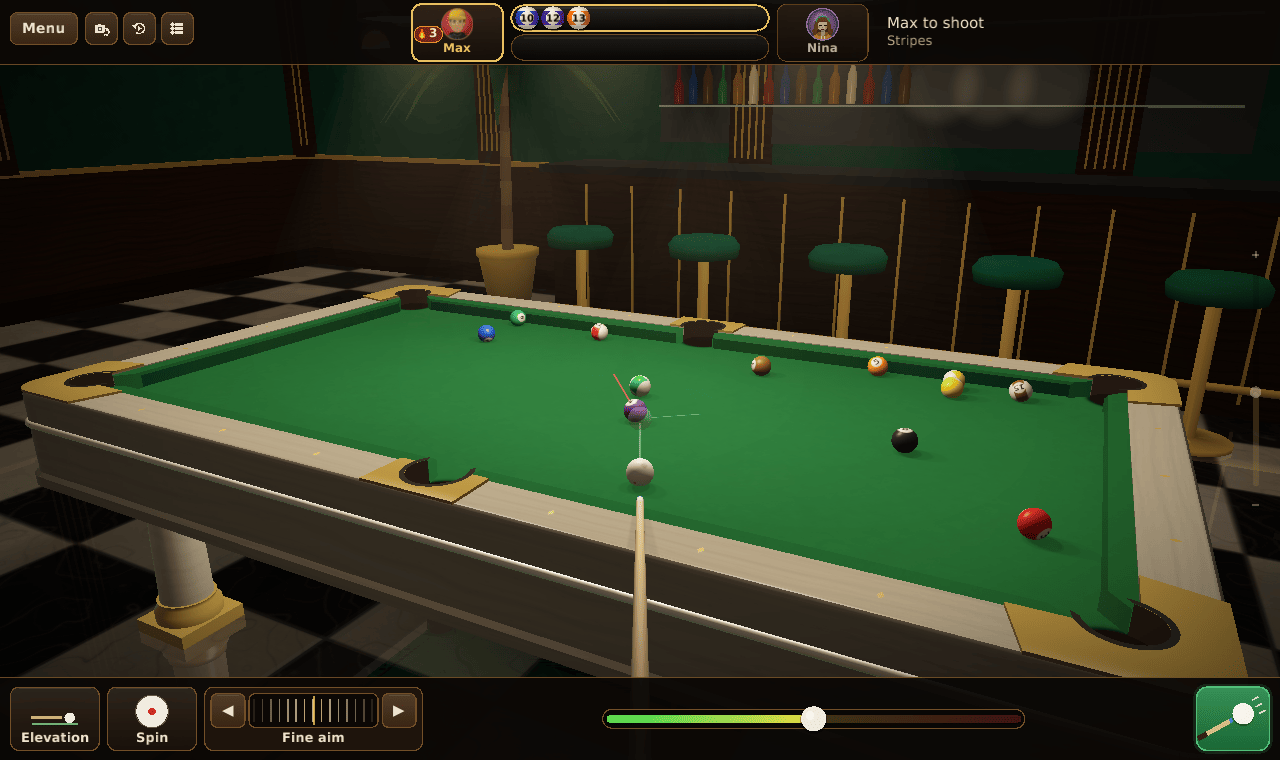 Menu
3
Max
10 12 13
Nina
Max to shoot
Stripes
+
-
Elevation
Spin
Fine aim